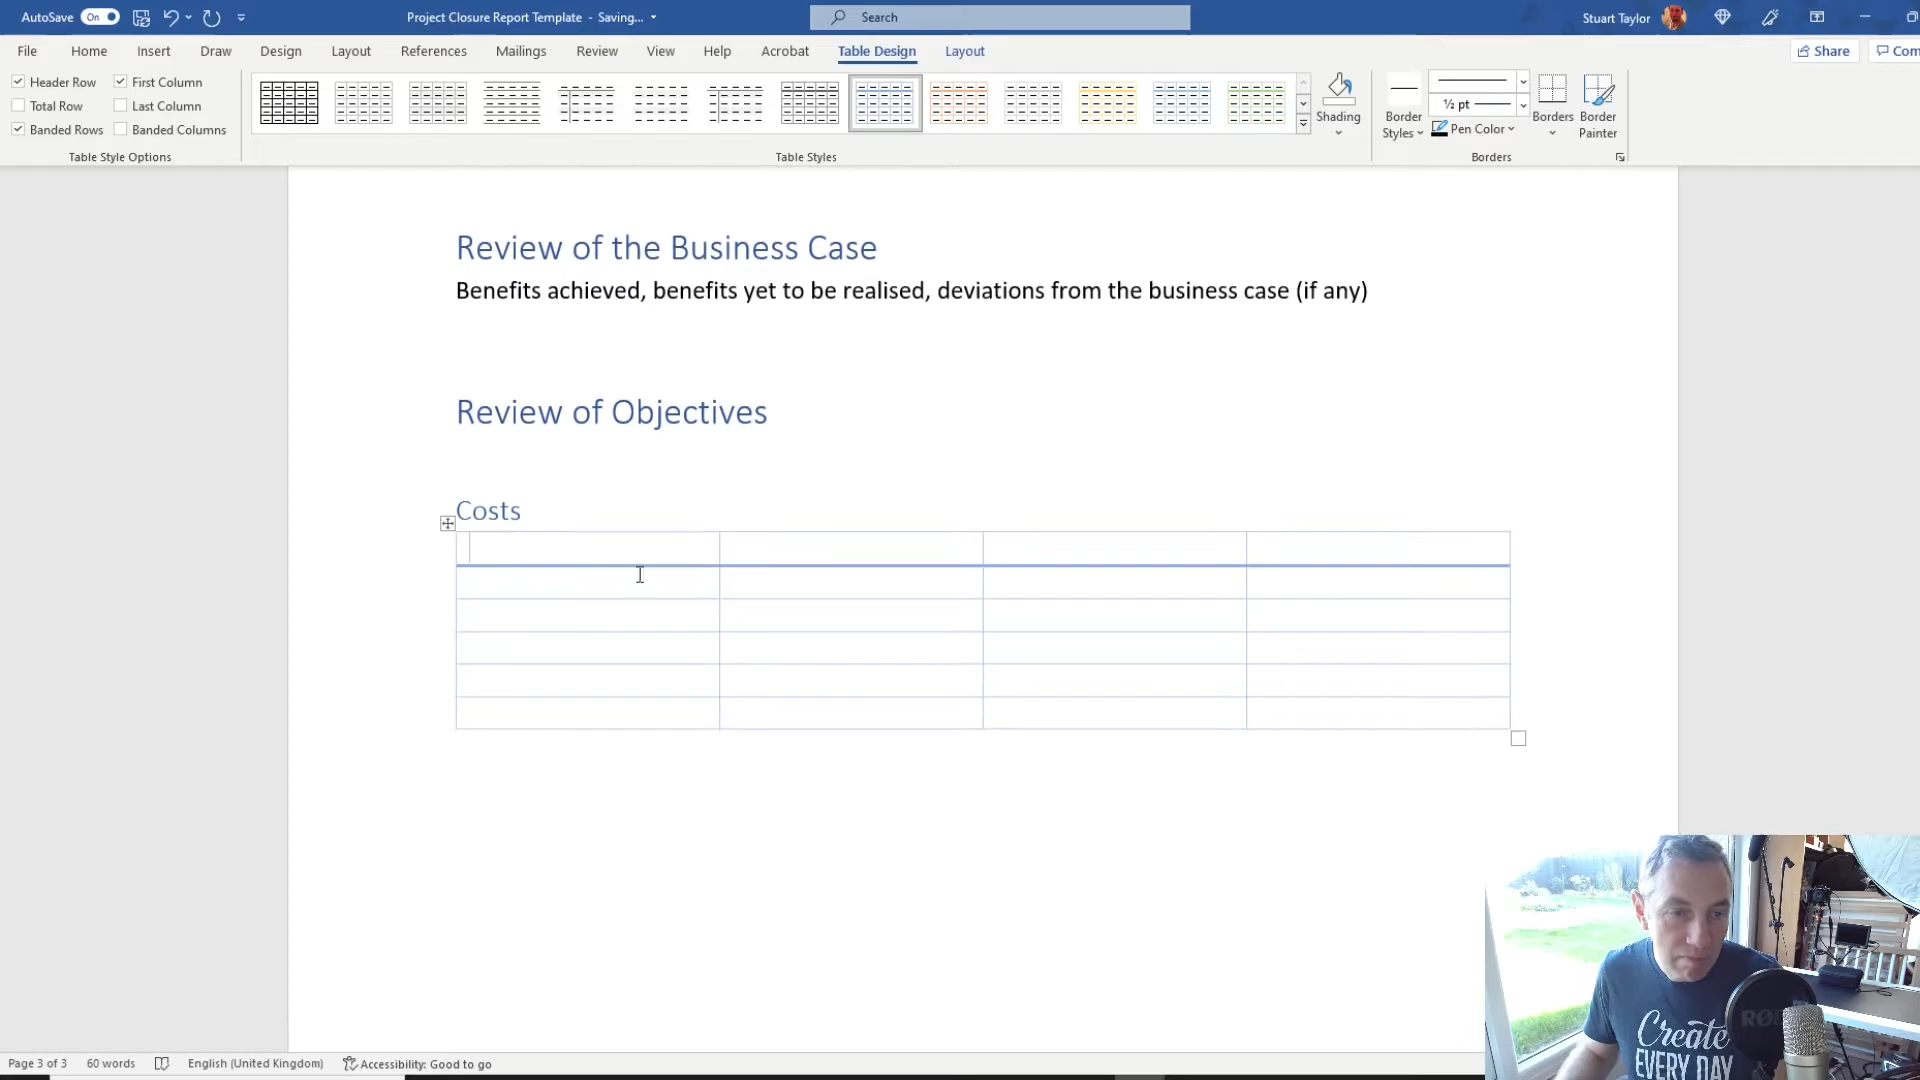 AutoSave On Project Closure Report Template - Saving... Search Stuart Taylor
File Home Insert Draw Design Layout References Mailings Review View Help Acrobat Table Design Layout Share Com
Header Row First Column
Total Row Last Column
Banded Rows Banded Columns
Table Style Options
Table Styles
Shading
Border Styles
½ pt
Pen Color
Borders
Border Painter
Borders
Review of the Business Case
Benefits achieved, benefits yet to be realised, deviations from the business case (if any)
Review of Objectives
Costs
Create
EVERY DAY
Page 3 of 3 60 words English (United Kingdom) Accessibility: Good to go